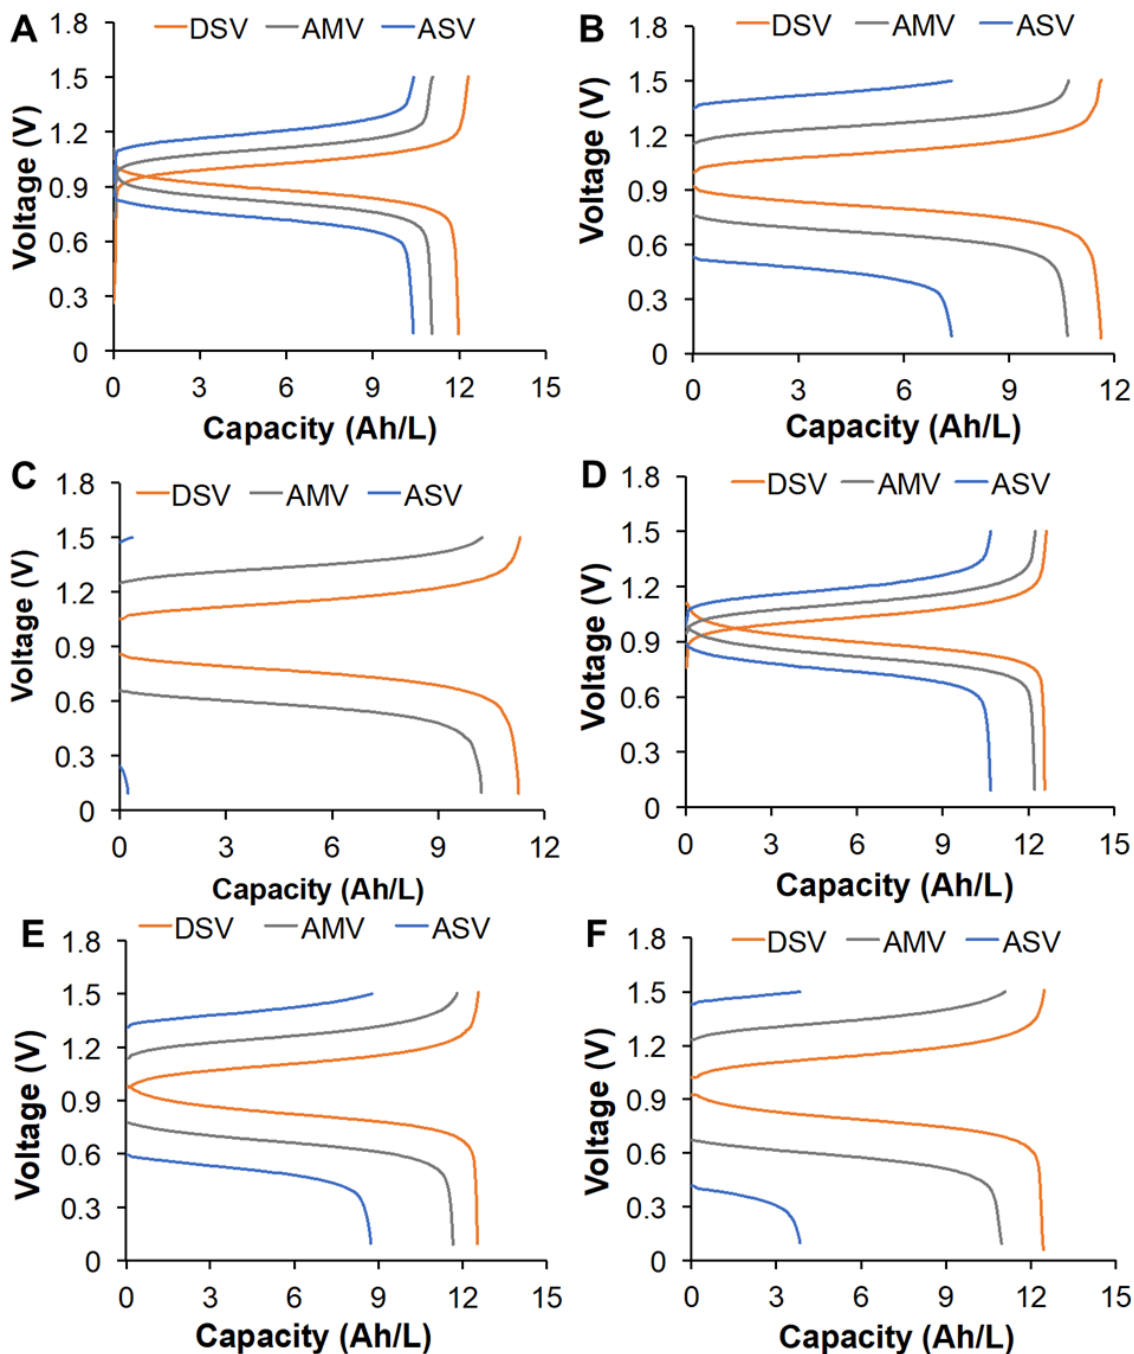 A
DSV AMV ASV
1.8
1.5
1.2
0.9
0.6
0.3
0
Voltage (V)
0 3 6 9 12 15
Capacity (Ah/L)
B
DSV AMV ASV
1.8
1.5
1.2
0.9
0.6
0.3
0
Voltage (V)
0 3 6 9 12
Capacity (Ah/L)
C
DSV AMV ASV
1.8
1.5
1.2
0.9
0.6
0.3
0
Voltage (V)
0 3 6 9 12
Capacity (Ah/L)
D
DSV AMV ASV
1.8
1.5
1.2
0.9
0.6
0.3
0
Voltage (V)
0 3 6 9 12 15
Capacity (Ah/L)
E
DSV AMV ASV
1.8
1.5
1.2
0.9
0.6
0.3
0
Voltage (V)
0 3 6 9 12 15
Capacity (Ah/L)
F
DSV AMV ASV
1.8
1.5
1.2
0.9
0.6
0.3
0
Voltage (V)
0 3 6 9 12 15
Capacity (Ah/L)